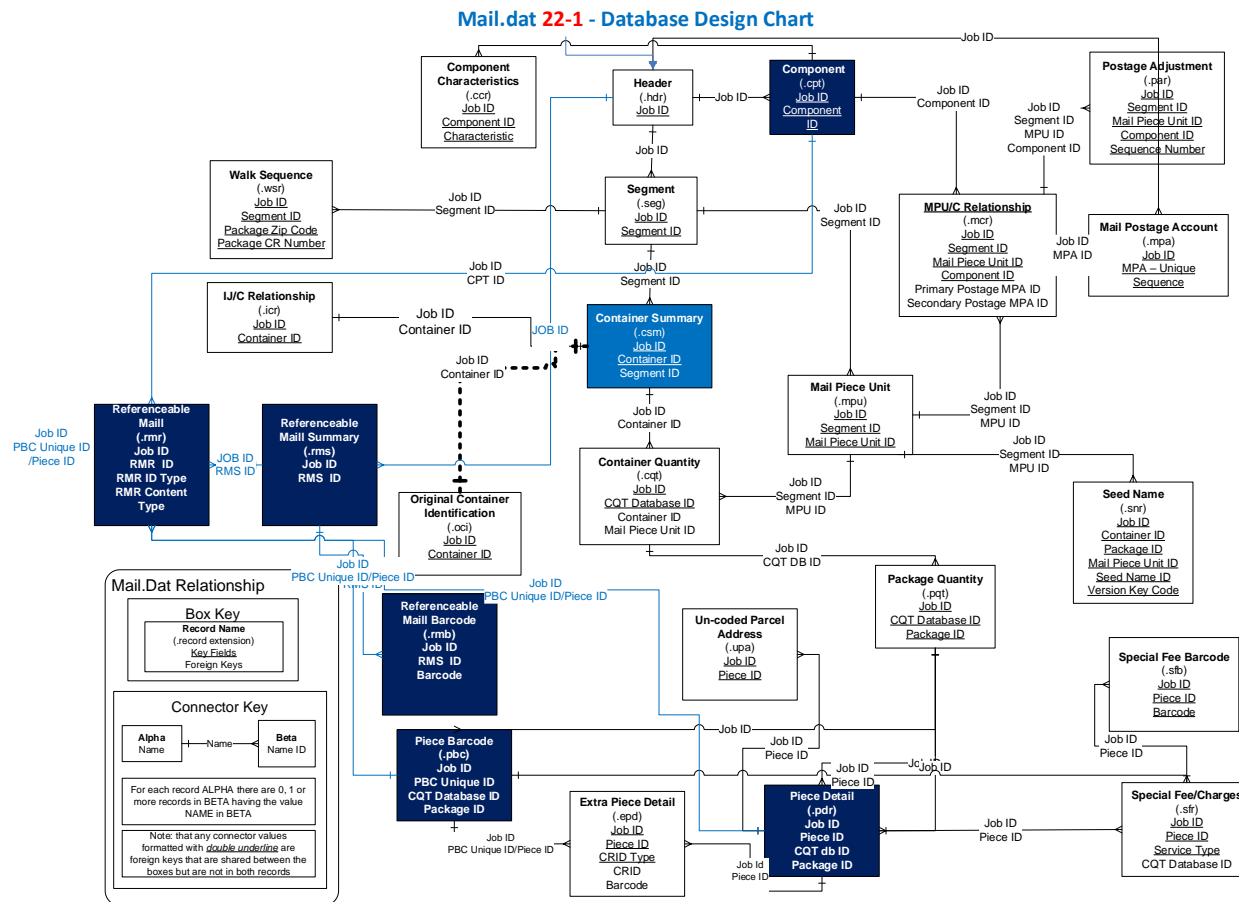 Mail.dat 22-1 - Database Design Chart
Component
Characteristics
(.ccr)
Job ID
Component ID
Characteristic
Header
(.hdr)
Job ID
Job ID
Component
(.cpt)
Job ID
Component
ID
Job ID
Job ID
Component ID
Job ID
Segment ID
MPU ID
Component ID
Postage Adjustment
(.par)
Job ID
Segment ID
Mail Piece Unit ID
Component ID
Sequence Number
Job ID
Walk Sequence
(.wsr)
Job ID
Segment ID
Package Zip Code
Package CR Number
Job ID
Segment ID
Segment
(.seg)
Job ID
Segment ID
Job ID
Segment ID
MPU/C Relationship
(.mcr)
Job ID
Segment ID
Mail Piece Unit ID
Component ID
Primary Postage MPA ID
Secondary Postage MPA ID
Job ID
MPA ID
Mail Postage Account
(.mpa)
Job ID
MPA – Unique
Sequence
Job ID
CPT ID
Job ID
Segment ID
IJ/C Relationship
(.icr)
Job ID
Container ID
Job ID
Container ID
JOB ID
Job ID
Container ID
Container Summary
(.csm)
Job ID
Container ID
Segment ID
Mail Piece Unit
(.mpu)
Job ID
Segment ID
Mail Piece Unit ID
Job ID
Segment ID
MPU ID
Job ID
Container ID
Job ID
PBC Unique ID
/Piece ID
Referenceable
Maill
(.rmr)
Job ID
RMR  ID
RMR ID Type
RMR Content
Type
JOB ID
RMS ID
Referenceable
Maill Summary
(.rms)
Job ID
RMS  ID
Container Quantity
(.cqt)
Job ID
CQT Database ID
Container ID
Mail Piece Unit ID
Job ID
Segment ID
MPU ID
Job ID
Segment ID
MPU ID
Seed Name
(.snr)
Job ID
Container ID
Package ID
Mail Piece Unit ID
Seed Name ID
Version Key Code
Original Container
Identification
(.oci)
Job ID
Container ID
Job ID
CQT DB ID
Package Quantity
(.pqt)
Job ID
CQT Database ID
Package ID
Job ID
PBC Unique ID/Piece ID
RMS ID
Job ID
PBC Unique ID/Piece ID
Mail.Dat Relationship
Box Key
Record Name
(.record extension)
Key Fields
Foreign Keys
Connector Key
Alpha
Name
Name
Beta
Name ID
For each record ALPHA there are 0, 1 or
more records in BETA having the value
NAME in BETA
Note: that any connector values
formatted with double underline are
foreign keys that are shared between the
boxes but are not in both records
Referenceable
Maill Barcode
(.rmb)
Job ID
RMS  ID
Barcode
Un-coded Parcel
Address
(.upa)
Job ID
Piece ID
Special Fee Barcode
(.sfb)
Job ID
Piece ID
Barcode
Piece Barcode
(.pbc)
Job ID
PBC Unique ID
CQT Database ID
Package ID
Job ID
Job ID
Piece ID
Job ID
Job ID
Piece ID
Job ID
PBC Unique ID/Piece ID
Extra Piece Detail
(.epd)
Job ID
Piece ID
CRID Type
CRID
Barcode
Job Id
Piece ID
Piece Detail
(.pdr)
Job ID
Piece ID
CQT db ID
Package ID
Job ID
Piece ID
Special Fee/Charges
(.sfr)
Job ID
Piece ID
Service Type
CQT Database ID